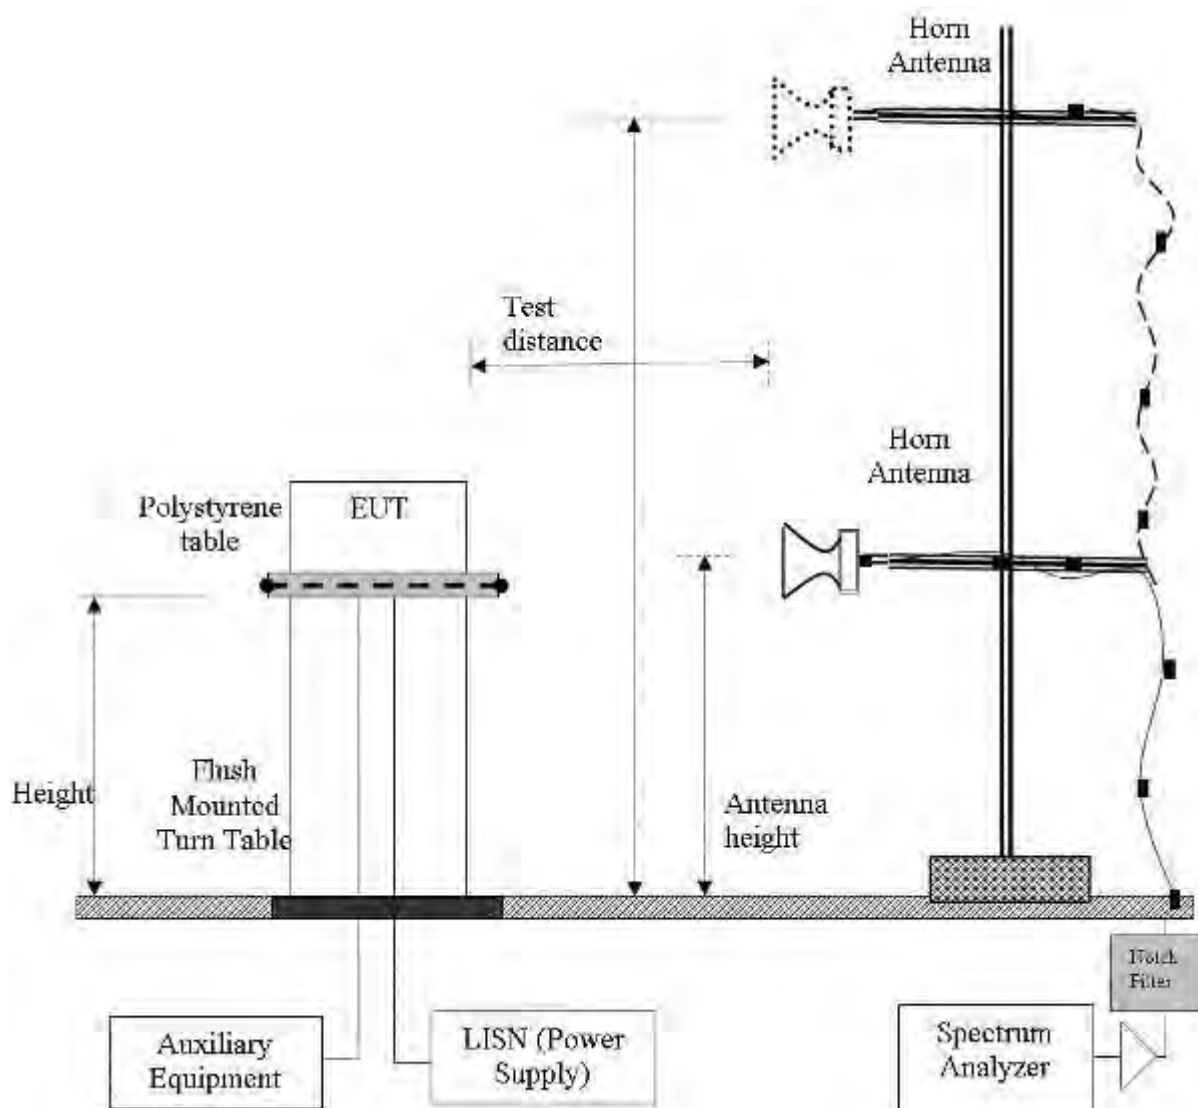 Horn
Antenna
Test
distance
Horn
Antenna
Polystyrene
table
EUT
Height
Flush
Mounted
Turn Table
Antenna
height
Notch
Filter
Auxiliary
Equipment
LISN (Power
Supply)
Spectrum
Analyzer